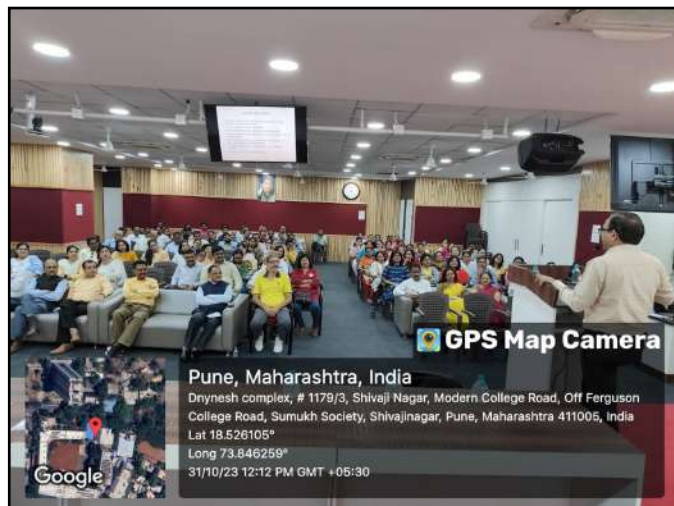 GPS Map Camera
Pune, Maharashtra, India
Dnynesh complex, # 1179/3, Shivaji Nagar, Modern College Road, Off Ferguson
College Road, Sumukh Society, Shivajinagar, Pune, Maharashtra 411005, India
Lat 18.526105°
Long 73.846259°
31/10/23 12:12 PM GMT +05:30
Google